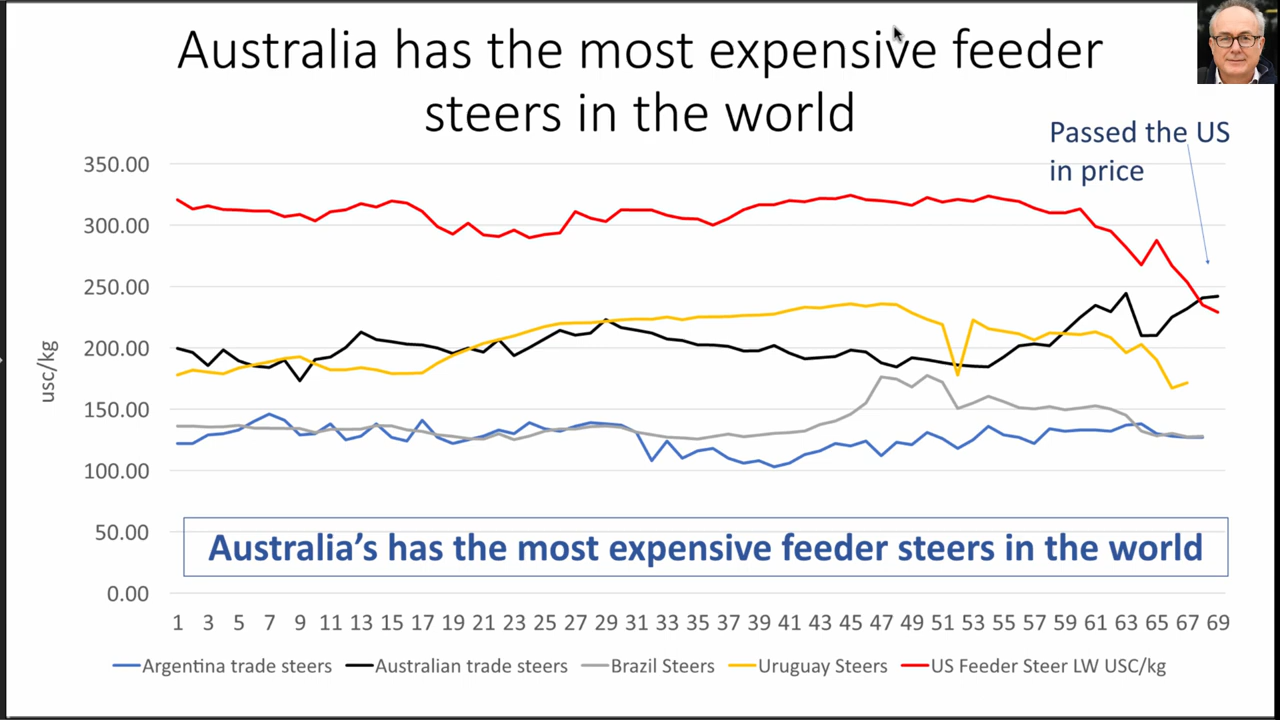 Australia has the most expensive feeder
steers in the world
Passed the US
in price
350.00
300.00
250.00
200.00
150.00
100.00
50.00
0.00
usc/kg
Australia's has the most expensive feeder steers in the world
1 3 5 7 9 11 13 15 17 19 21 23 25 27 29 31 33 35 37 39 41 43 45 47 49 51 53 55 57 59 61 63 65 67 69
Argentina trade steers Australian trade steers Brazil Steers Uruguay Steers US Feeder Steer LW USC/kg